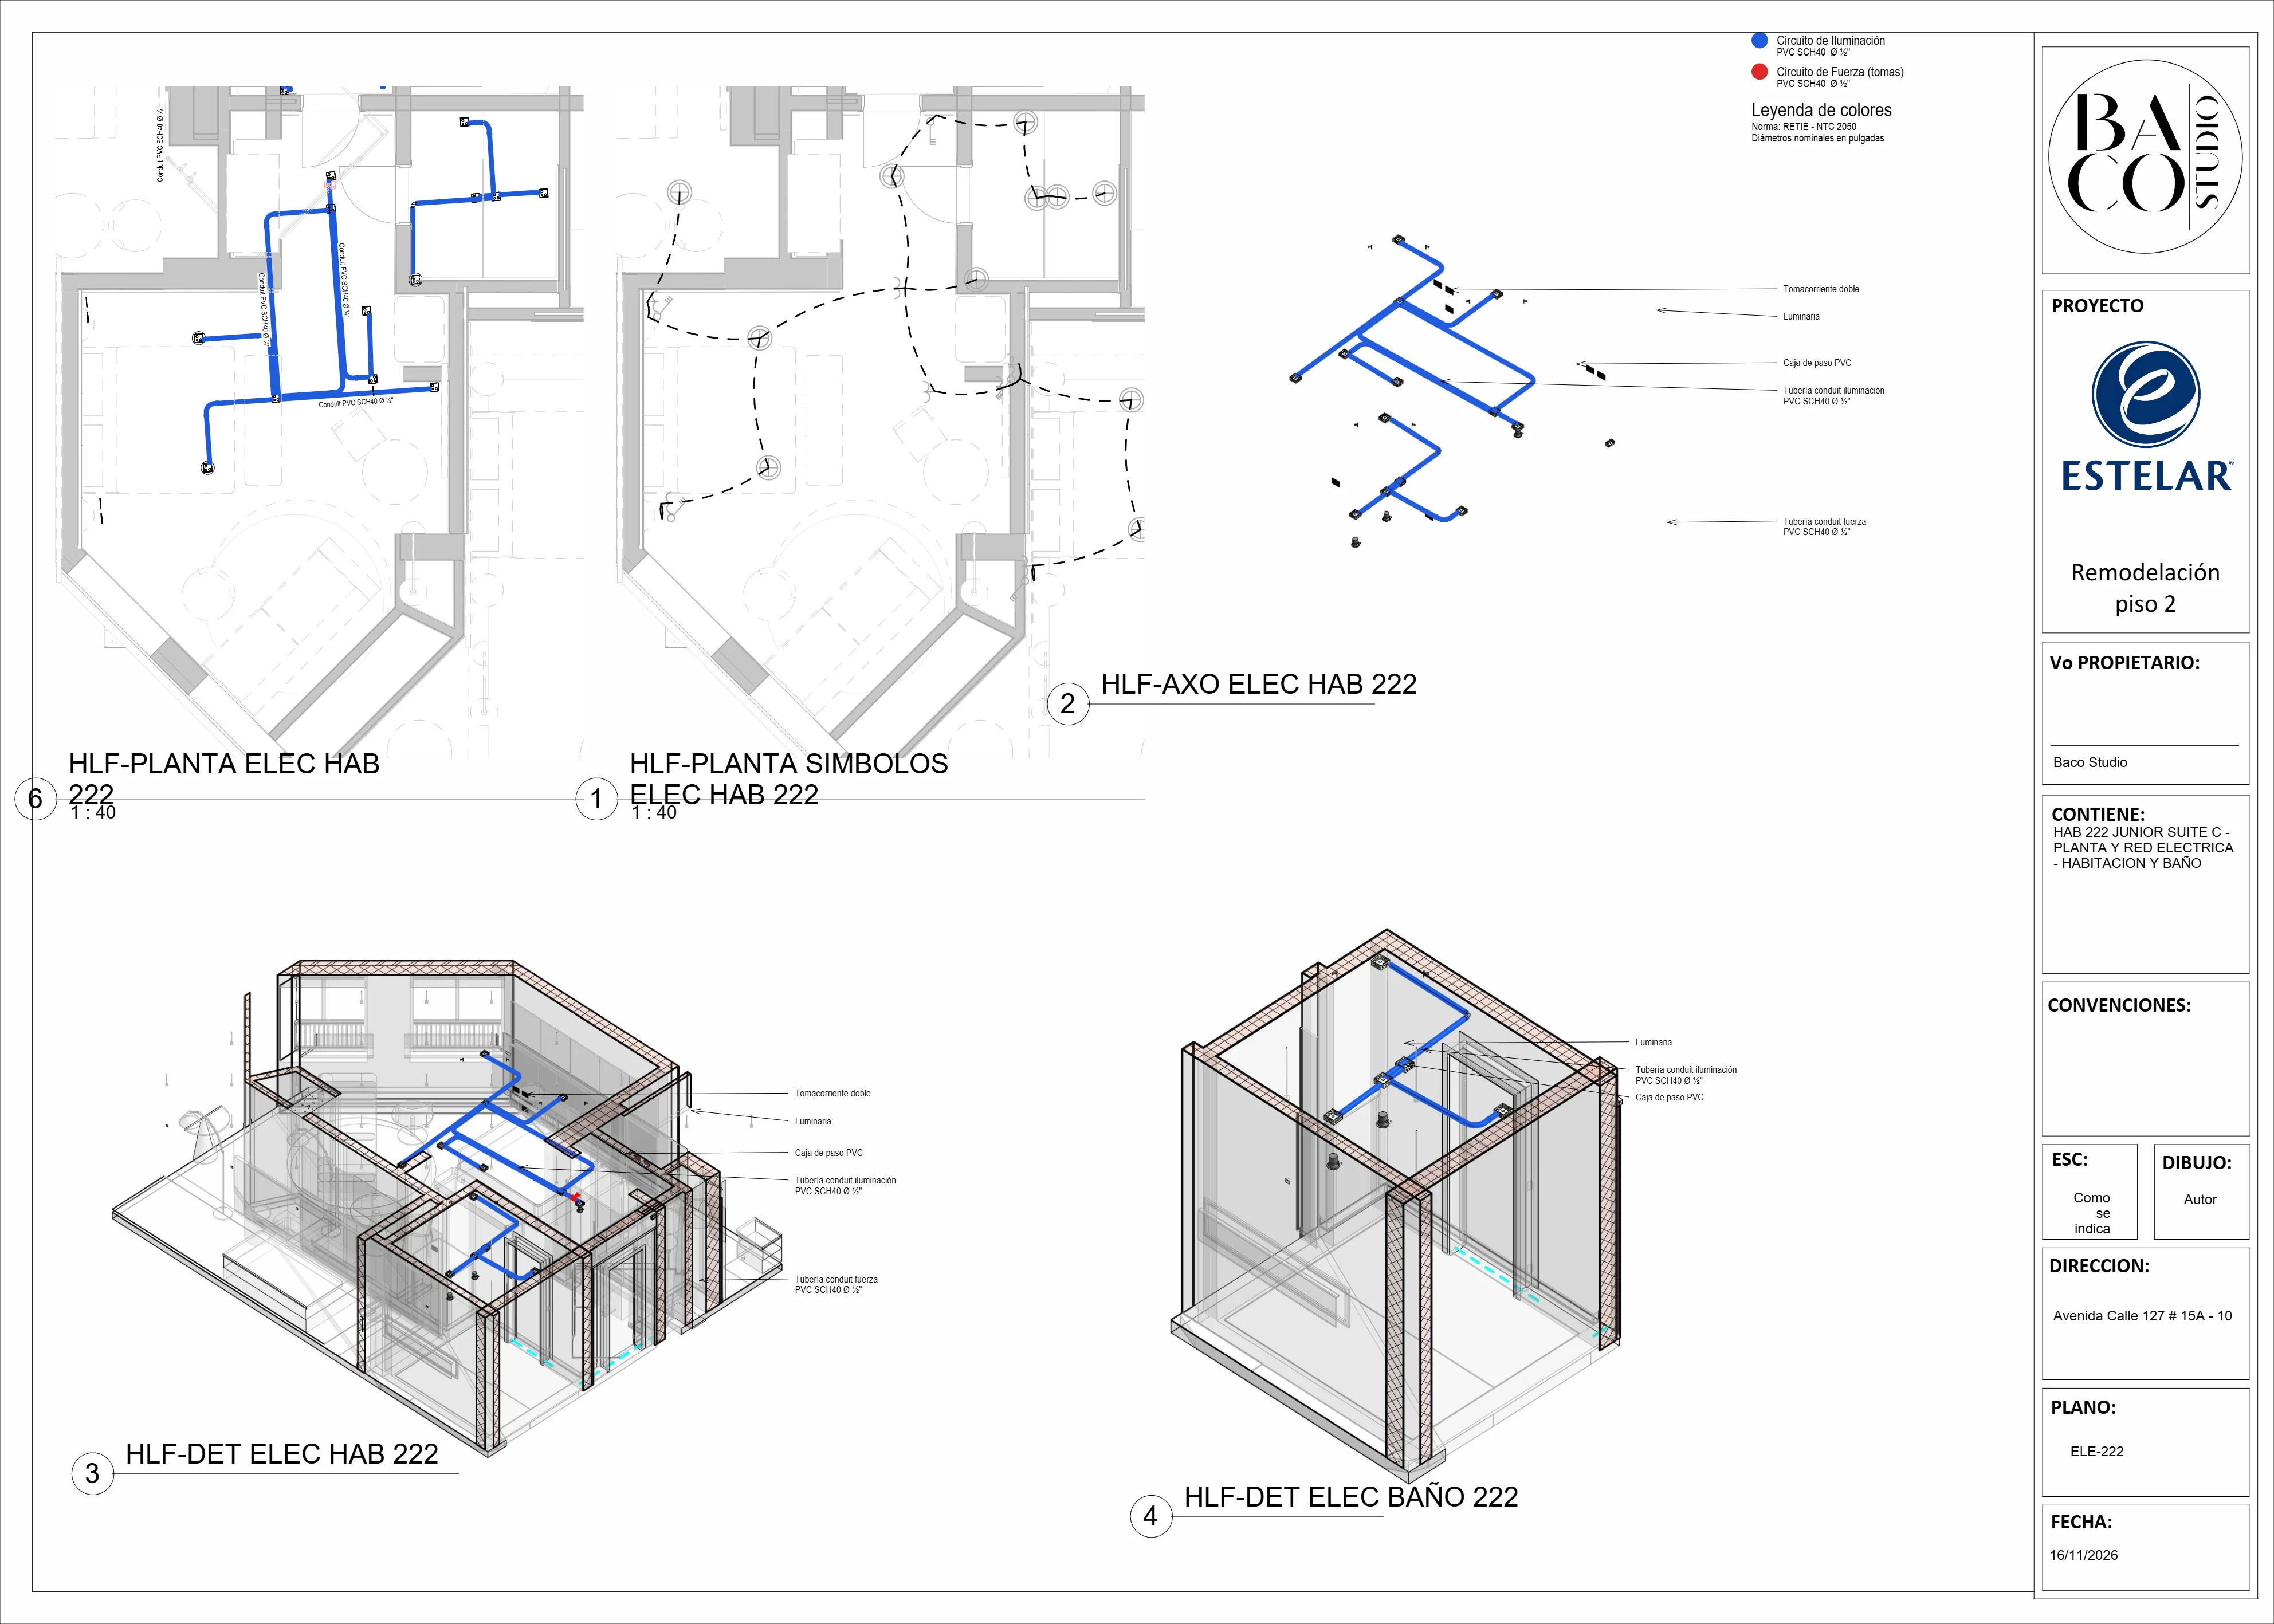 Circuito de Iluminación
PVC SCH40 Ø ½"
Circuito de Fuerza (tomas)
PVC SCH40 Ø ½"
Leyenda de colores
Norma: RETIE - NTC 2050
Diámetros nominales en pulgadas
Conduit PVC SCH40 Ø ½"
Conduit PVC SCH40 Ø ½"
Conduit PVC SCH40 Ø ½"
Conduit PVC SCH40 Ø ½"
6
HLF-PLANTA ELEC HAB
222
1 : 40
1
HLF-PLANTA SIMBOLOS
ELEC HAB 222
1 : 40
Tomacorriente doble
Luminaria
Caja de paso PVC
Tubería conduit iluminación
PVC SCH40 Ø ½"
Tubería conduit fuerza
PVC SCH40 Ø ½"
2
HLF-AXO ELEC HAB 222
Tomacorriente doble
Luminaria
Caja de paso PVC
Tubería conduit iluminación
PVC SCH40 Ø ½"
Tubería conduit fuerza
PVC SCH40 Ø ½"
3
HLF-DET ELEC HAB 222
Luminaria
Tubería conduit iluminación
PVC SCH40 Ø ½"
Caja de paso PVC
4
HLF-DET ELEC BAÑO 222
BACO
STUDIO
PROYECTO
ESTELAR®
Remodelación
piso 2
Vo PROPIETARIO:
Baco Studio
CONTIENE:
HAB 222 JUNIOR SUITE C -
PLANTA Y RED ELECTRICA
- HABITACION Y BAÑO
CONVENCIONES:
ESC:
Como
se
indica
DIBUJO:
Autor
DIRECCION:
Avenida Calle 127 # 15A - 10
PLANO:
ELE-222
FECHA:
16/11/2026